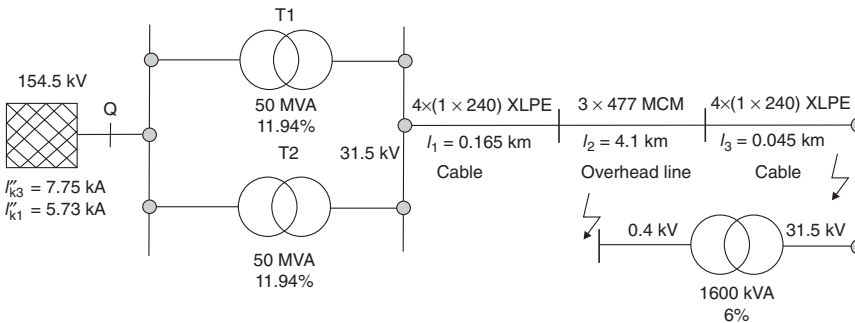 T1
154.5 kV
Q
50 MVA
11.94%
T2
31.5 kV
4×(1 × 240) XLPE
3 × 477 MCM
4×(1 × 240) XLPE
l₁ = 0.165 km
l₂ = 4.1 km
l₃ = 0.045 km
Cable
Overhead line
Cable
I″k3 = 7.75 kA
I″k1 = 5.73 kA
0.4 kV
31.5 kV
50 MVA
11.94%
1600 kVA
6%